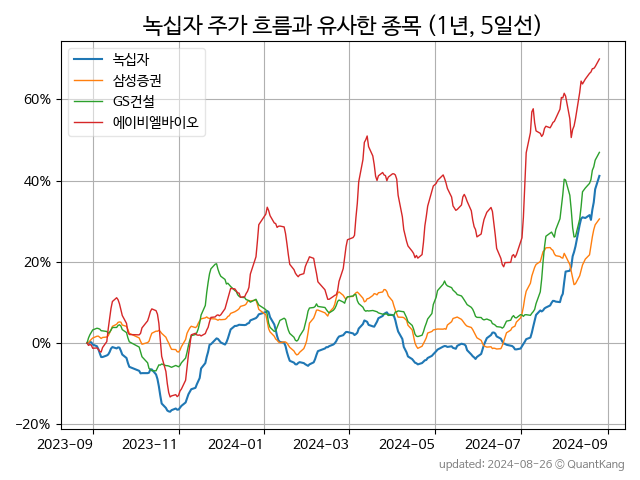 녹십자 주가 흐름과 유사한 종목 (1년, 5일선)
녹십자
삼성증권
GS건설
에이비엘바이오
60%
40%
20%
0%
−20%
2023-09 2023-11 2024-01 2024-03 2024-05 2024-07 2024-09
updated: 2024-08-26 © QuantKang